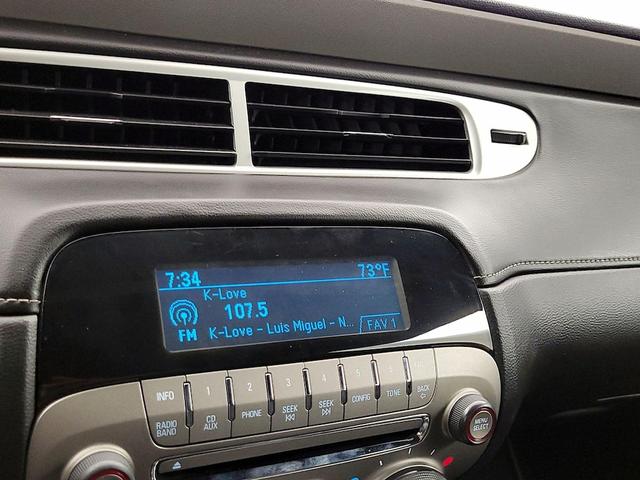 7:34 73°F
K-Love
107.5
FM K-Love - Luis Miguel - N... FAV 1
INFO 1 2 3 4 5 6 BACK
RADIO BAND CD AUX PHONE SEEK SEEK CONFIG TONE
MENU SELECT